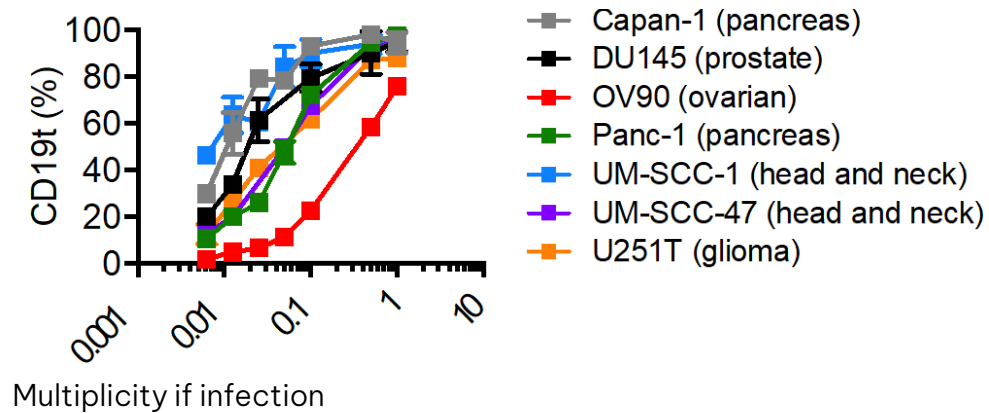 CD19t (%)
100
80
60
40
20
0
0.001
0.01
0.1
1
10
Multiplicity if infection
Capan-1 (pancreas)
DU145 (prostate)
OV90 (ovarian)
Panc-1 (pancreas)
UM-SCC-1 (head and neck)
UM-SCC-47 (head and neck)
U251T (glioma)